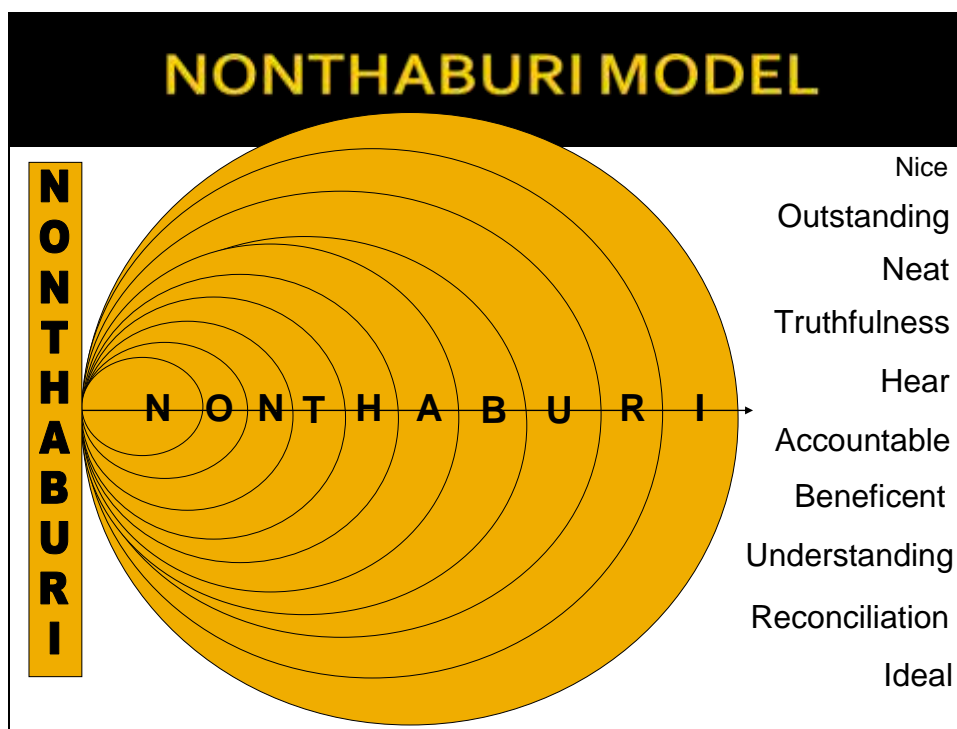 NONTHABURI MODEL
N
O
N
T
H
A
B
U
R
I
N O N T H A B U R I
Nice
Outstanding
Neat
Truthfulness
Hear
Accountable
Beneficent
Understanding
Reconciliation
Ideal